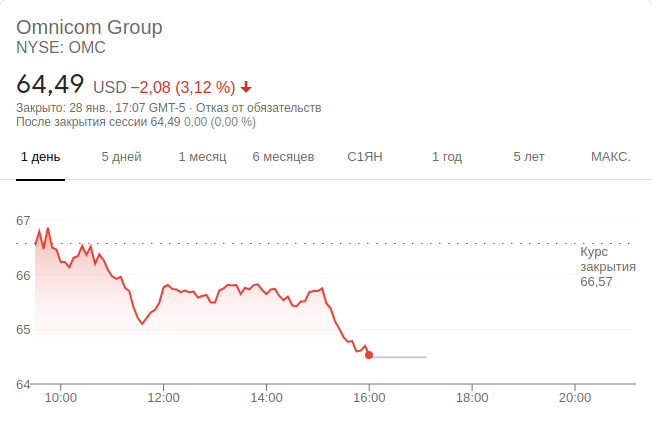 Omnicom Group
NYSE: OMC
64,49 USD −2,08 (3,12 %)
Закрыто: 28 янв., 17:07 GMT-5 · Отказ от обязательств
После закрытия сессии 64,49 0,00 (0,00 %)
1 день 5 дней 1 месяц 6 месяцев С1ЯН 1 год 5 лет МАКС.
67
Курс
закрытия
66,57
66
65
64
10:00 12:00 14:00 16:00 18:00 20:00